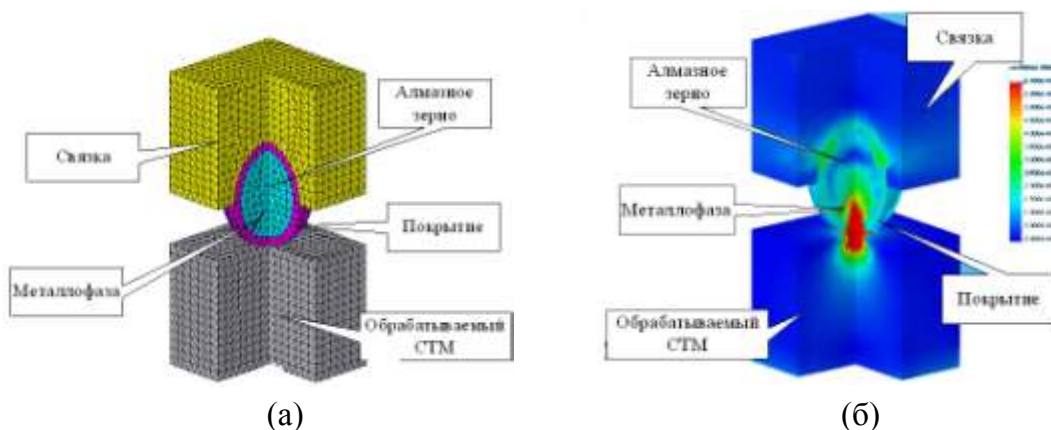 Связка
Алмазное
зерно
Покрытие
Металлофаза
Обрабатываемый
СТМ
(а)
Связка
Алмазное
зерно
Металлофаза
Покрытие
Обрабатываемый
СТМ
(б)